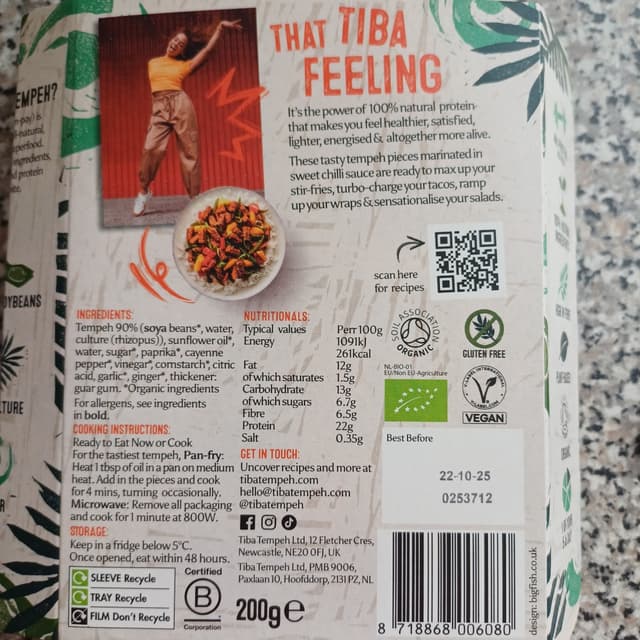 THAT TIBA
FEELING
It's the power of 100% natural protein
that makes you feel healthier, satisfied,
lighter, energised & altogether more alive.
These tasty tempeh pieces marinated in
sweet chilli sauce are ready to max up your
stir-fries, turbo-charge your tacos, ramp
up your wraps & sensationalise your salads.
scan here
for recipes
EMPEH?
OYBEANS
INGREDIENTS:
Tempeh 90% (soya beans*, water,
culture (rhizopus)), sunflower oil*,
water, sugar*, paprika*, cayenne
pepper*, vinegar*, cornstarch*, citric
acid, garlic*, ginger*, thickener:
guar gum. *Organic ingredients
For allergens, see ingredients
in bold.
COOKING INSTRUCTIONS:
Ready to Eat Now or Cook
For the tastiest tempeh, Pan-fry:
Heat 1 tbsp of oil in a pan on medium
heat. Add in the pieces and cook
for 4 mins, turning occasionally.
Microwave: Remove all packaging
and cook for 1 minute at 800W.
STORAGE:
Keep in a fridge below 5°C.
Once opened, eat within 48 hours.
SLEEVE Recycle
TRAY Recycle
FILM Don't Recycle
Certified
B
Corporation
NUTRITIONALS:
Typical values Perr 100g
Energy 1091kJ
261kcal
Fat 12g
of which saturates 1.5g
Carbohydrate 13g
of which sugars 6.7g
Fibre 6.5g
Protein 22g
Salt 0.35g
GET IN TOUCH:
Uncover recipes and more at
tibatempeh.com
hello@tibatempeh.com
@tibatempeh
Tiba Tempeh Ltd, 12 Fletcher Cres,
Newcastle, NE20 0FJ, UK
Tiba Tempeh Ltd, PMB 9006,
Paxlaan 10, Hoofddorp, 2131 PZ, NL
200g e
SOIL ASSOCIATION
ORGANIC
GLUTEN FREE
NL-BIO-01
EU/Non EU-Agriculture
V-LABEL INTERNATIONAL
V-LABEL.COM
VEGAN
Best Before
22-10-25
0253712
8 718868 006080
design: bigfish.co.uk